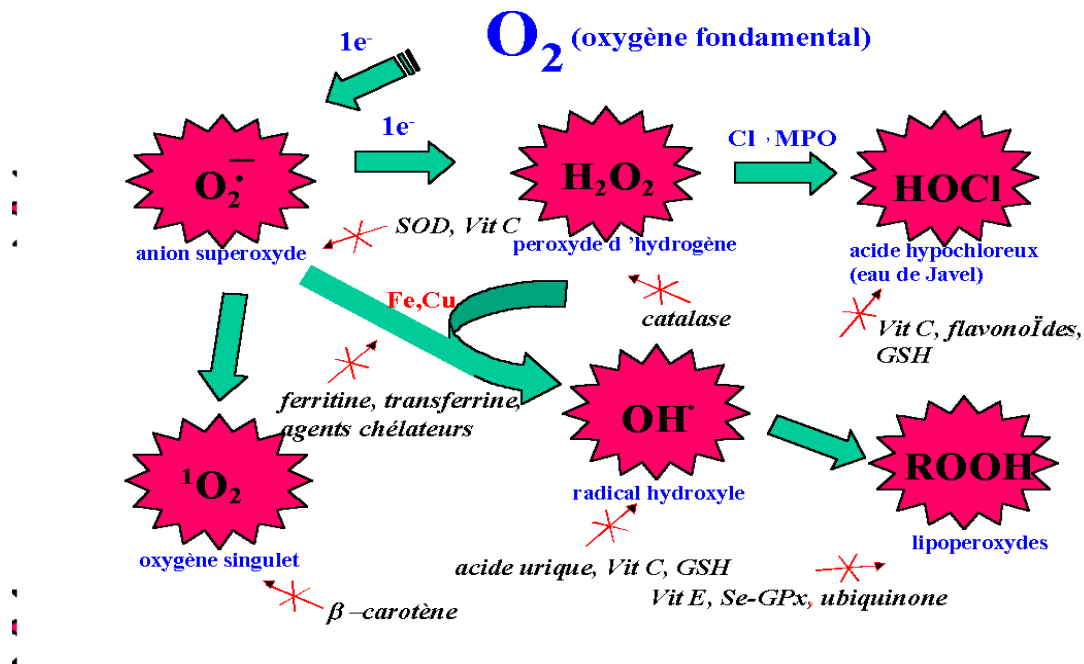 O₂ (oxygène fondamental)
1e⁻
1e⁻
Cl⁻, MPO
O₂•⁻
H₂O₂
HOCl
anion superoxyde
SOD, Vit C
peroxyde d ’hydrogène
acide hypochloreux
(eau de Javel)
Fe,Cu
catalase
Vit C, flavonoÏdes,
GSH
ferritine, transferrine,
agents chélateurs
OH•
ROOH
¹O₂
radical hydroxyle
lipoperoxydes
oxygène singulet
acide urique, Vit C, GSH
Vit E, Se-GPx, ubiquinone
β –carotène